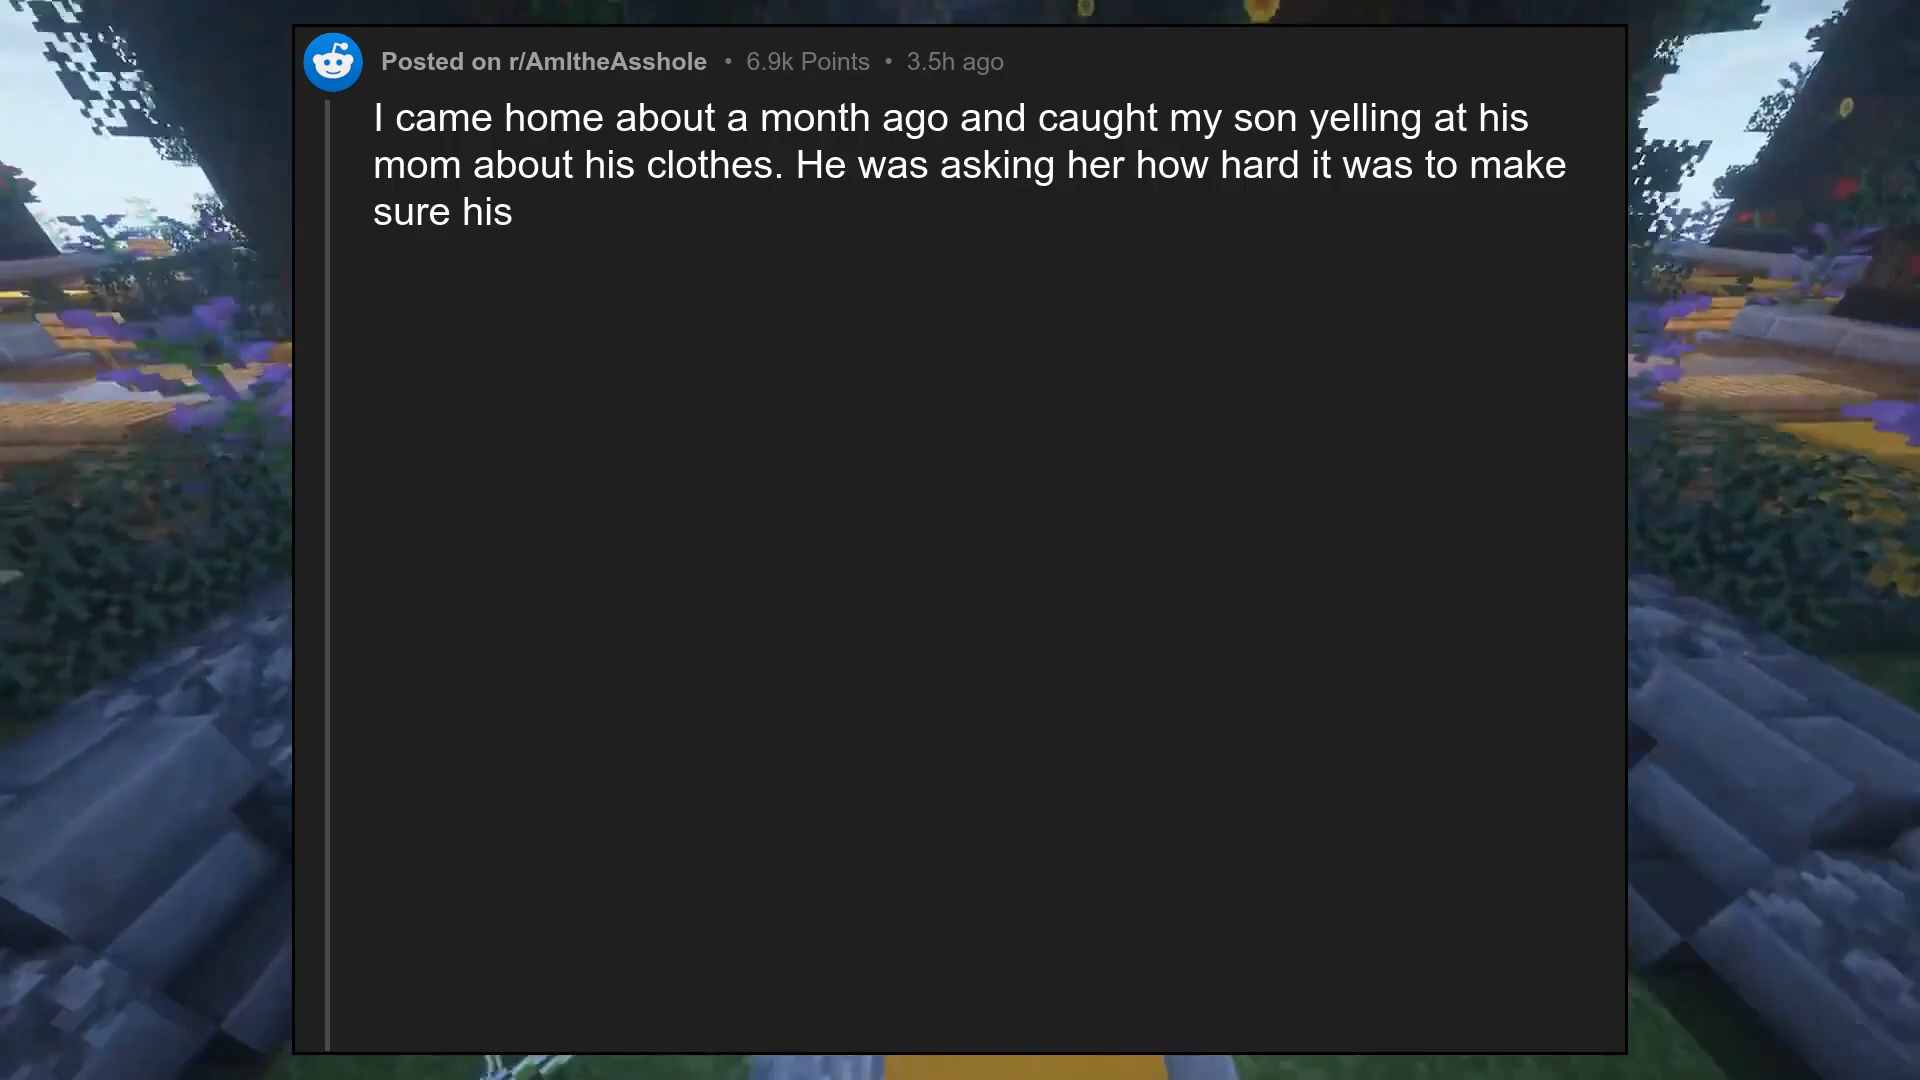 Posted on r/AmItheAsshole • 6.9k Points • 3.5h ago
I came home about a month ago and caught my son yelling at his
mom about his clothes. He was asking her how hard it was to make
sure his